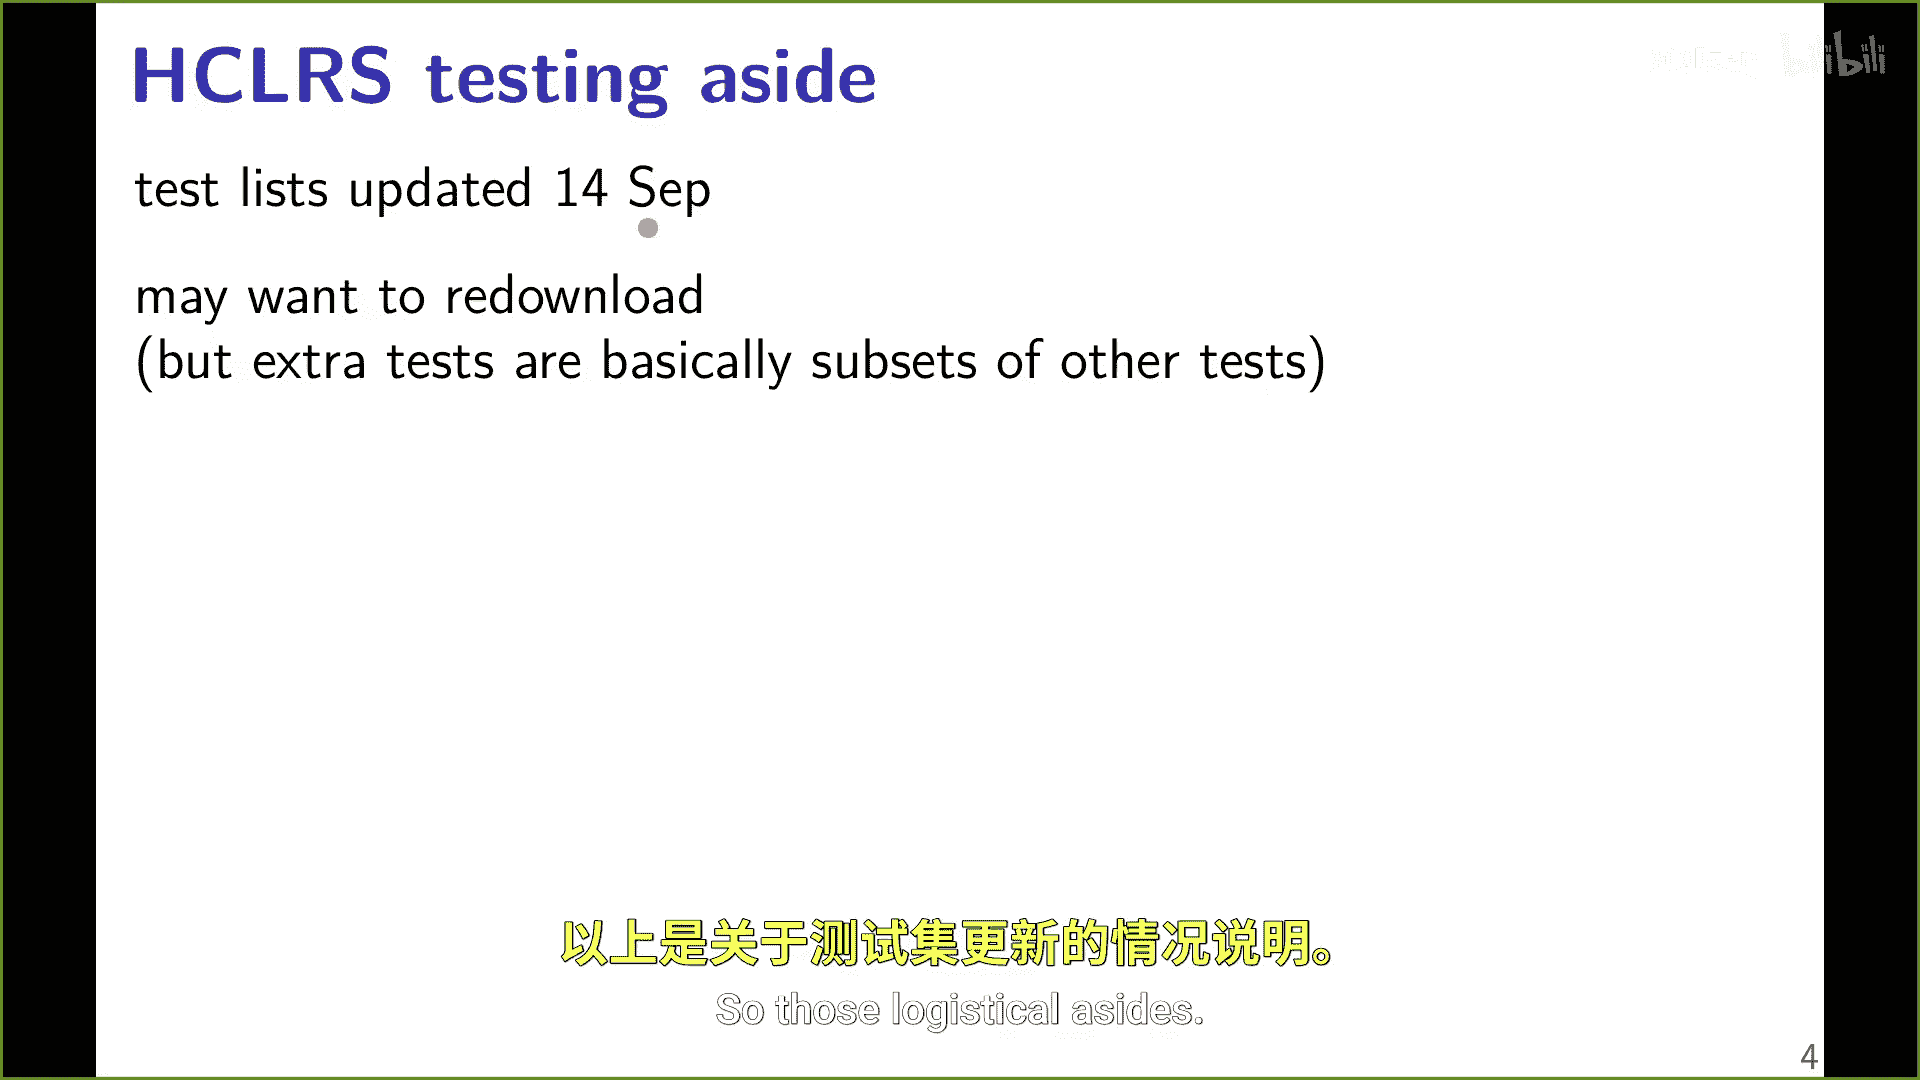 HCLRS testing aside
bilibili
test lists updated 14 Sep
may want to redownload
(but extra tests are basically subsets of other tests)
以上是关于测试集更新的情况说明。
So those logistical asides.
4